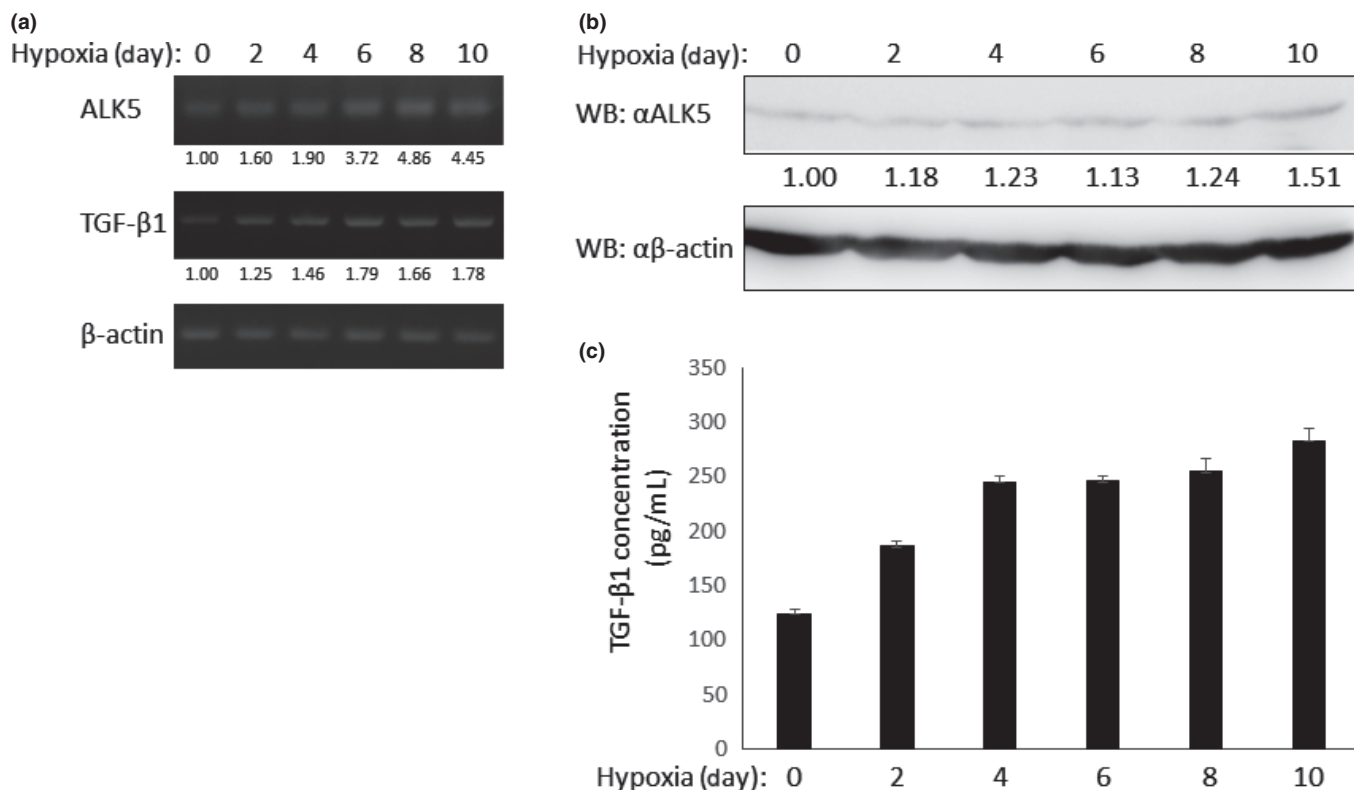 (a)
Hypoxia (day): 0 2 4 6 8 10
ALK5
1.00 1.60 1.90 3.72 4.86 4.45
TGF-β1
1.00 1.25 1.46 1.79 1.66 1.78
β-actin
(b)
Hypoxia (day): 0 2 4 6 8 10
WB: αALK5
1.00 1.18 1.23 1.13 1.24 1.51
WB: αβ-actin
(c)
TGF-β1 concentration
(pg/mL)
350
300
250
200
150
100
50
0
Hypoxia (day): 0 2 4 6 8 10